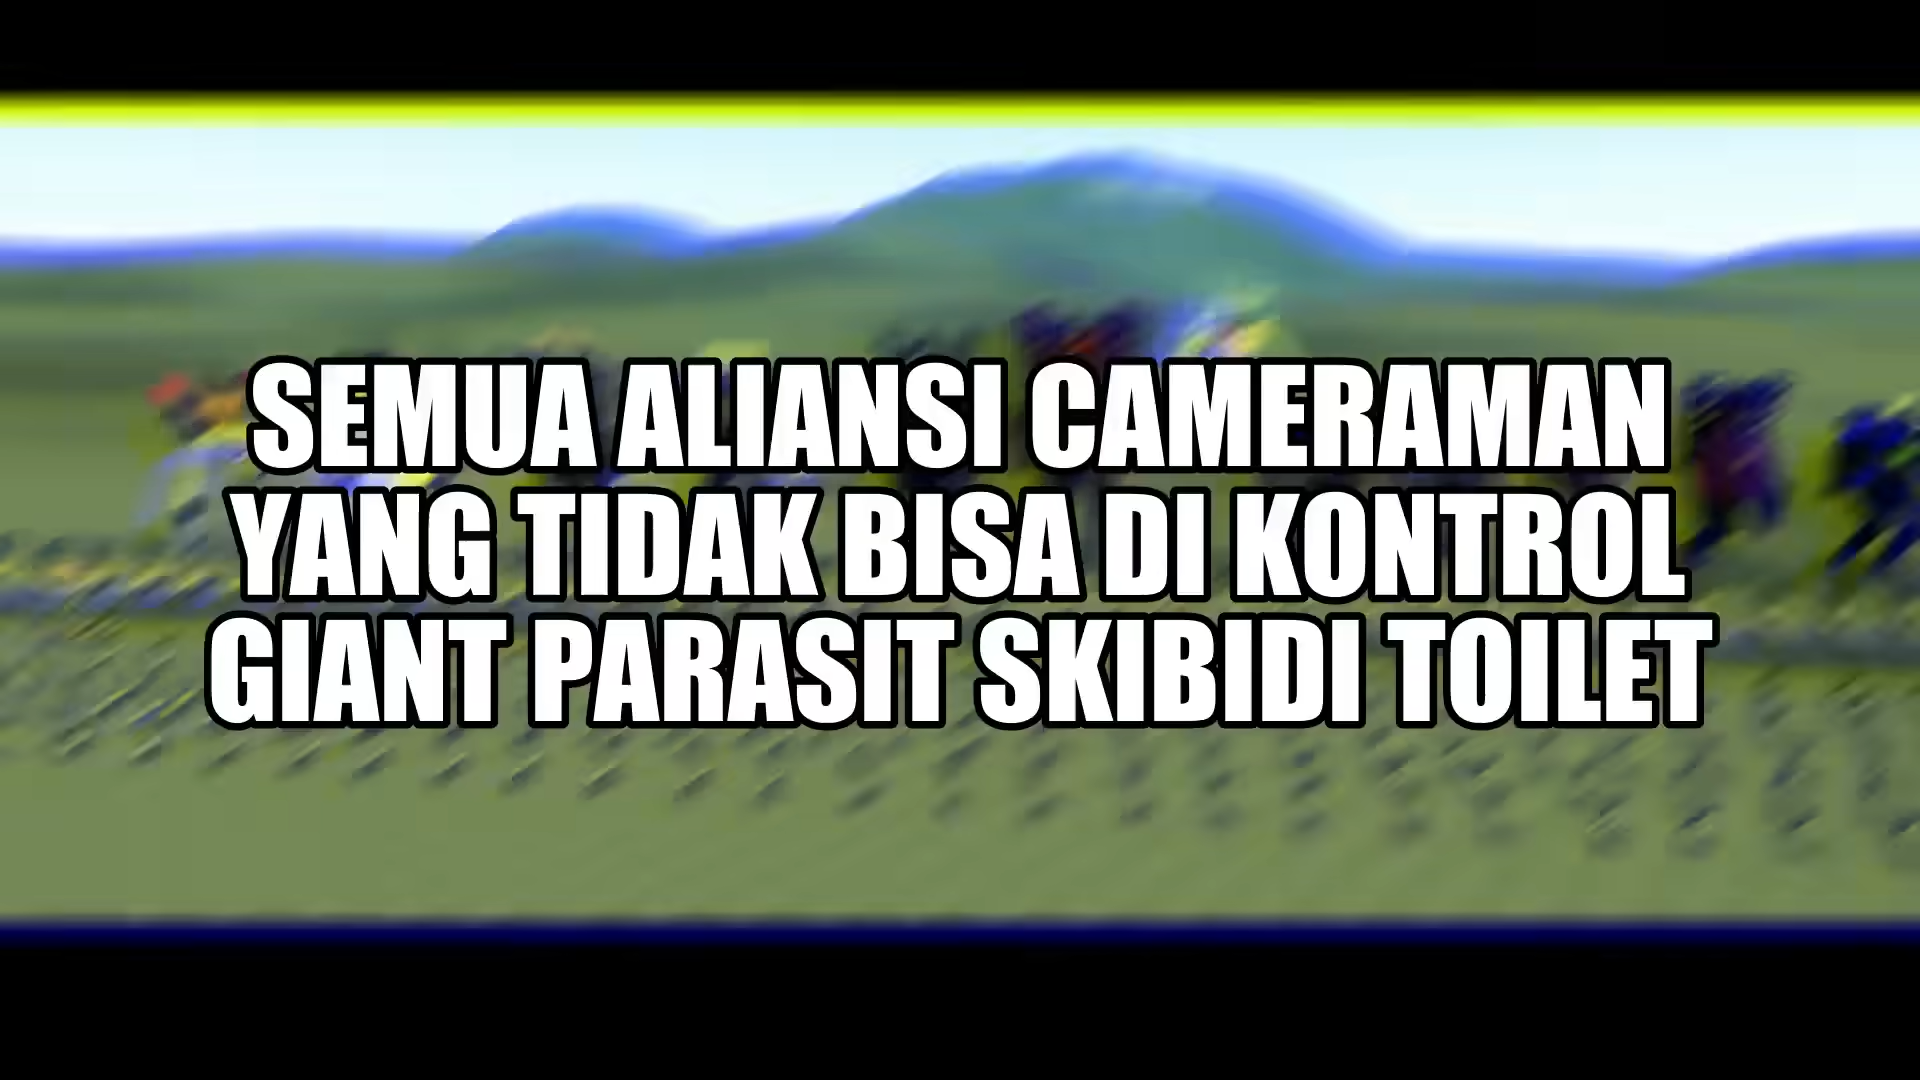 SEMUA ALIANSI CAMERAMAN
YANG TIDAK BISA DI KONTROL
GIANT PARASIT SKIBIDI TOILET